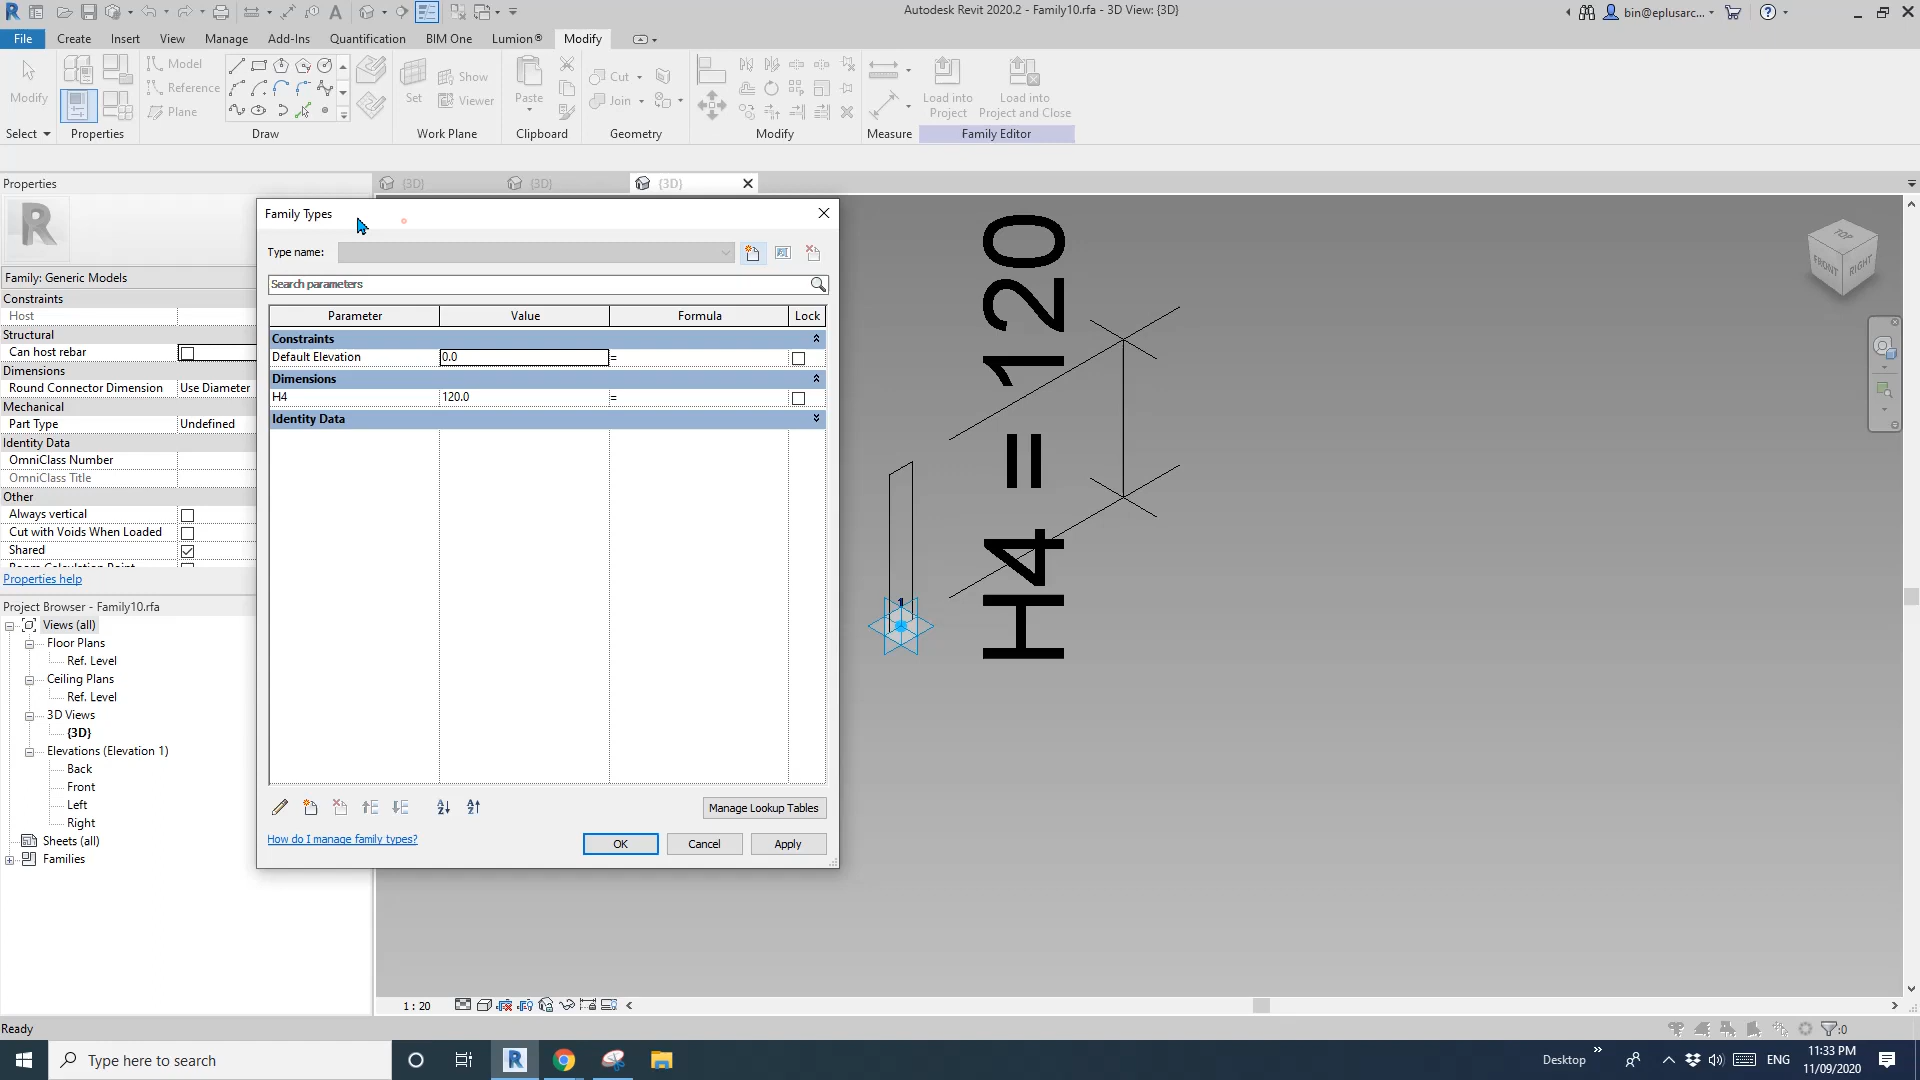 Autodesk Revit 2020.2 - Family10.rfa - 3D View: {3D}
bin@eplusarc...
File Create Insert View Manage Add-Ins Lumion® Quantification BIM One Modify
Modify
Model
Reference
Plane
Set
Show
Viewer
Paste
Cut
Join
Load into
Project
Load into
Project and Close
Select
Properties
Draw
Work Plane
Clipboard
Geometry
Modify
Measure
Family Editor
Properties
{3D}
{3D}
{3D}
Family: Generic Models
Constraints
Host
Structural
Can host rebar
Dimensions
Round Connector Dimension Use Diameter
Mechanical
Part Type Undefined
Identity Data
OmniClass Number
OmniClass Title
Other
Always vertical
Cut with Voids When Loaded
Shared
Properties help
Project Browser - Family10.rfa
Views (all)
Floor Plans
Ref. Level
Ceiling Plans
Ref. Level
3D Views
{3D}
Elevations (Elevation 1)
Back
Front
Left
Right
Sheets (all)
Families
Family Types
Type name:
Search parameters
Parameter Value Formula Lock
Constraints
Default Elevation 0.0 =
Dimensions
H4 120.0 =
Identity Data
Manage Lookup Tables
How do I manage family types?
OK Cancel Apply
H4 = 120
1
TOP
FRONT RIGHT
1 : 20
Ready
:0
Type here to search
Desktop
ENG
11:33 PM
11/09/2020